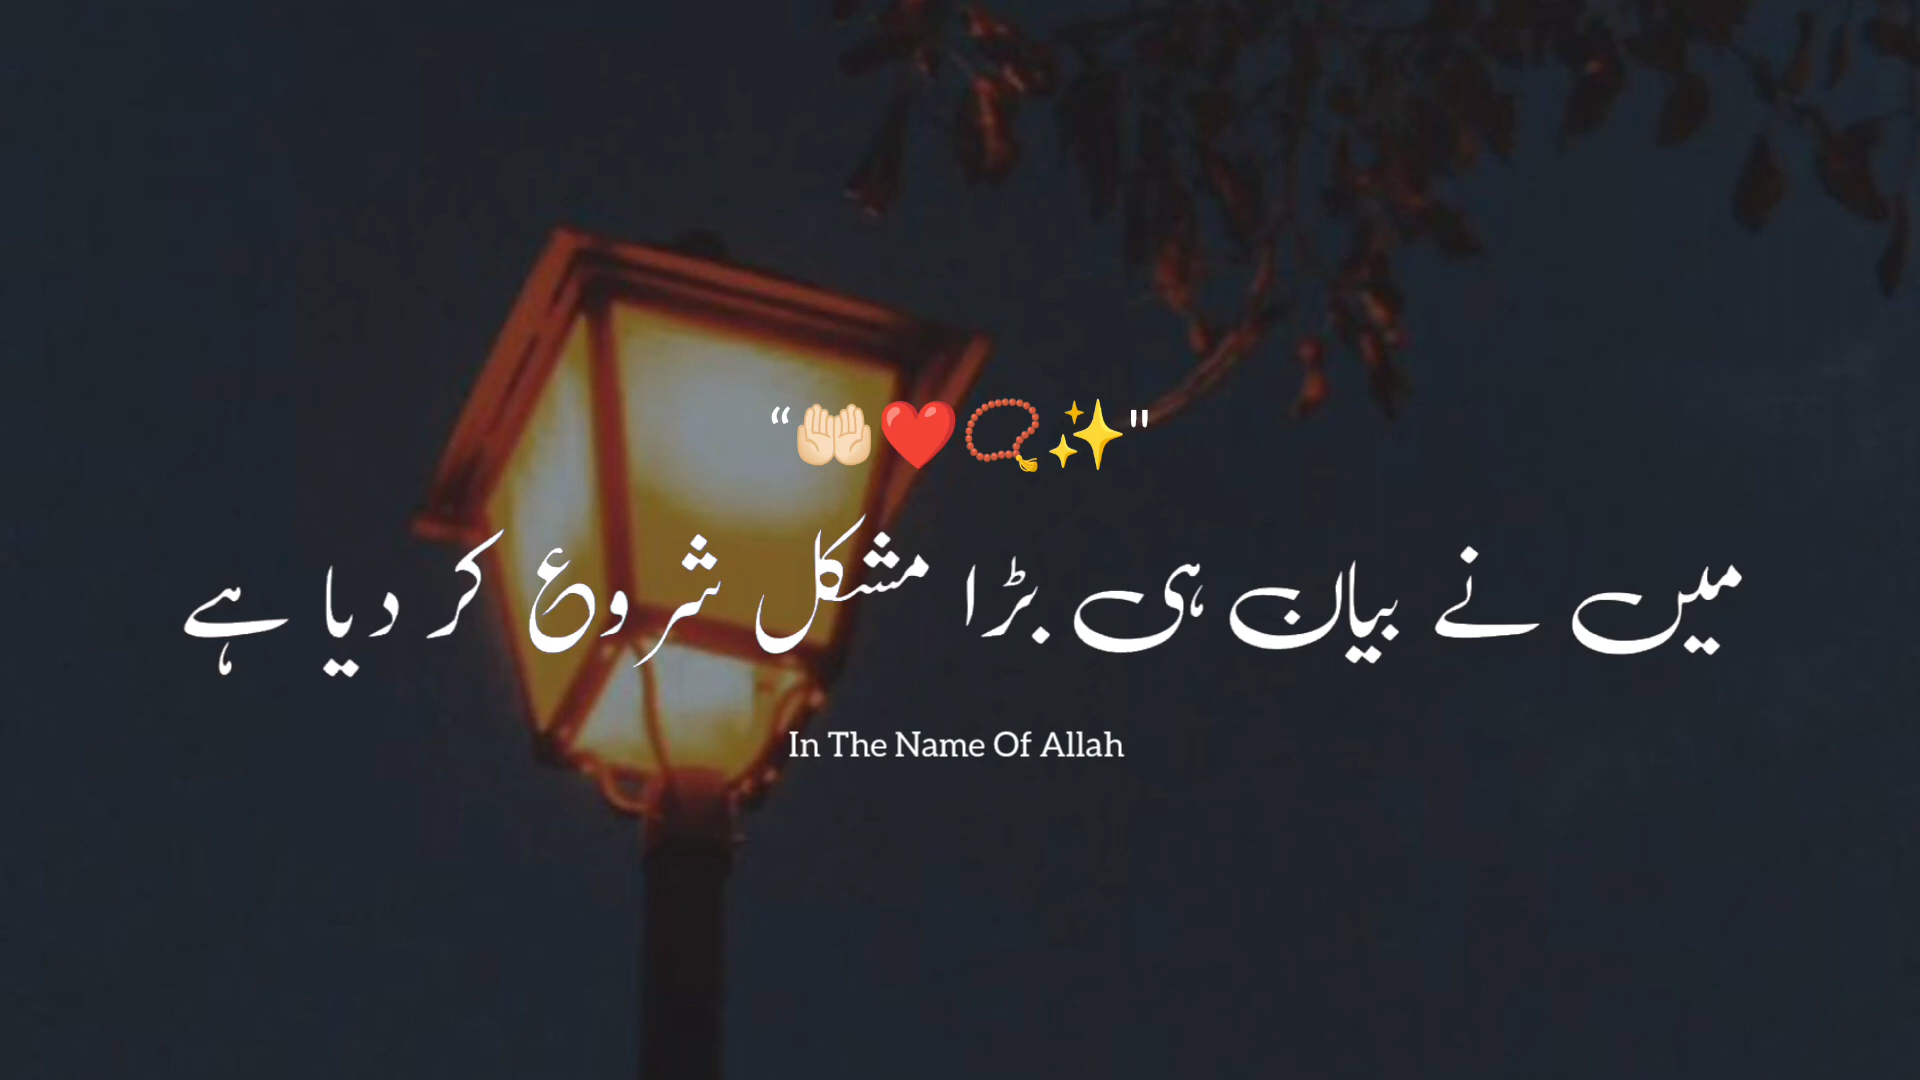 “🤲🏻❤️📿✨"
میں نے بیان ہی بڑا مشکل شروع کر دیا ہے
In The Name Of Allah